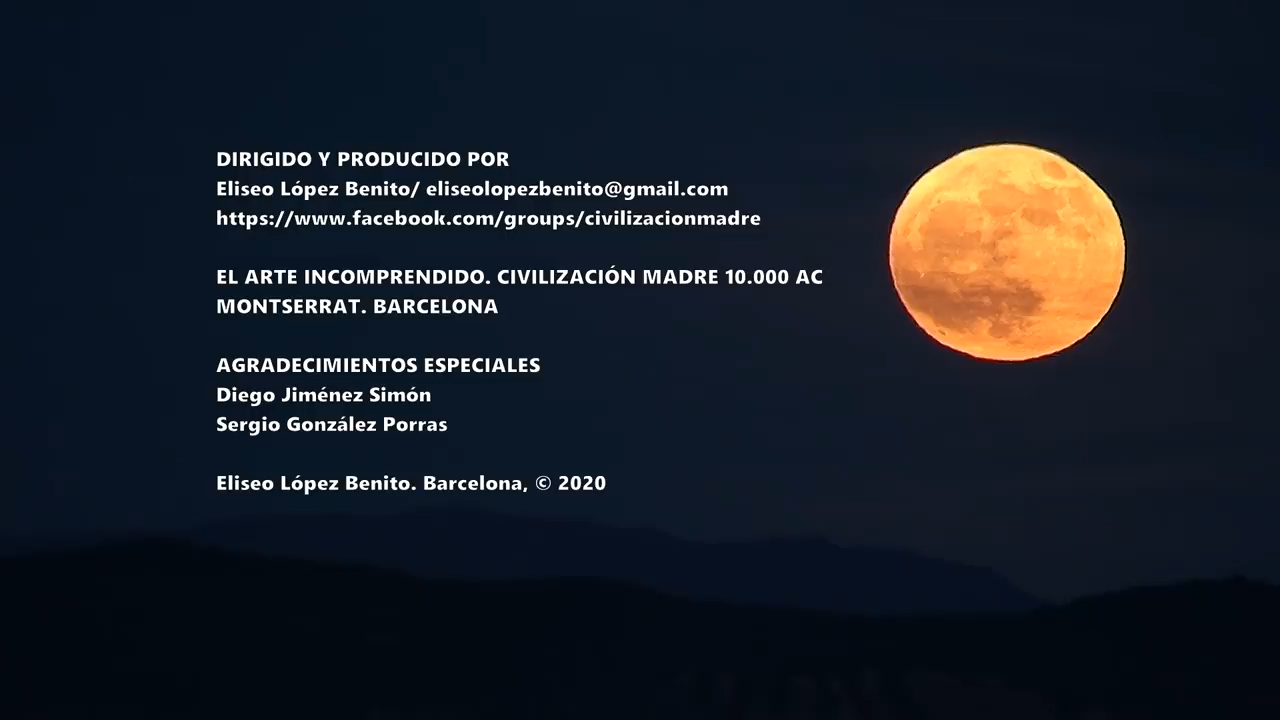 DIRIGIDO Y PRODUCIDO POR
Eliseo López Benito/ eliseolopezbenito@gmail.com
https://www.facebook.com/groups/civilizacionmadre
EL ARTE INCOMPRENDIDO. CIVILIZACIÓN MADRE 10.000 AC
MONTSERRAT. BARCELONA
AGRADECIMIENTOS ESPECIALES
Diego Jiménez Simón
Sergio González Porras
Eliseo López Benito. Barcelona, © 2020